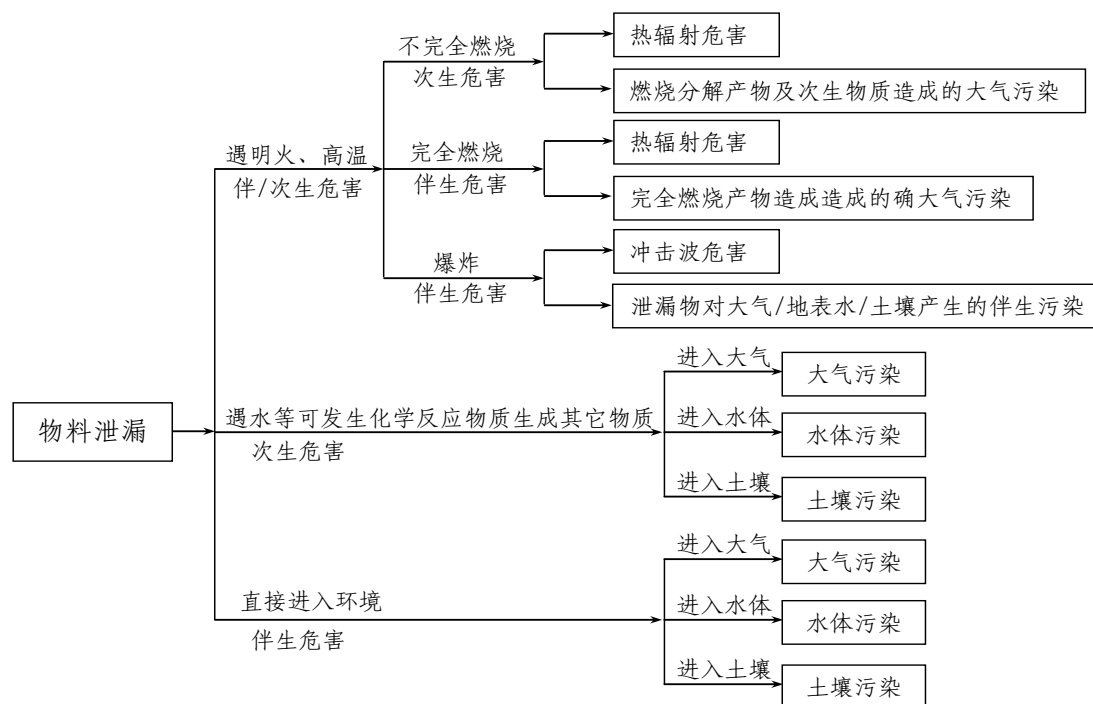 热辐射危害
不完全燃烧
次生危害
燃烧分解产物及次生物质造成的大气污染
热辐射危害
遇明火、高温
伴/次生危害
完全燃烧
伴生危害
完全燃烧产物造成造成的确大气污染
冲击波危害
爆炸
伴生危害
泄漏物对大气/地表水/土壤产生的伴生污染
物料泄漏
遇水等可发生化学反应物质生成其它物质
次生危害
进入大气
大气污染
进入水体
水体污染
进入土壤
土壤污染
直接进入环境
伴生危害
进入大气
大气污染
进入水体
水体污染
进入土壤
土壤污染